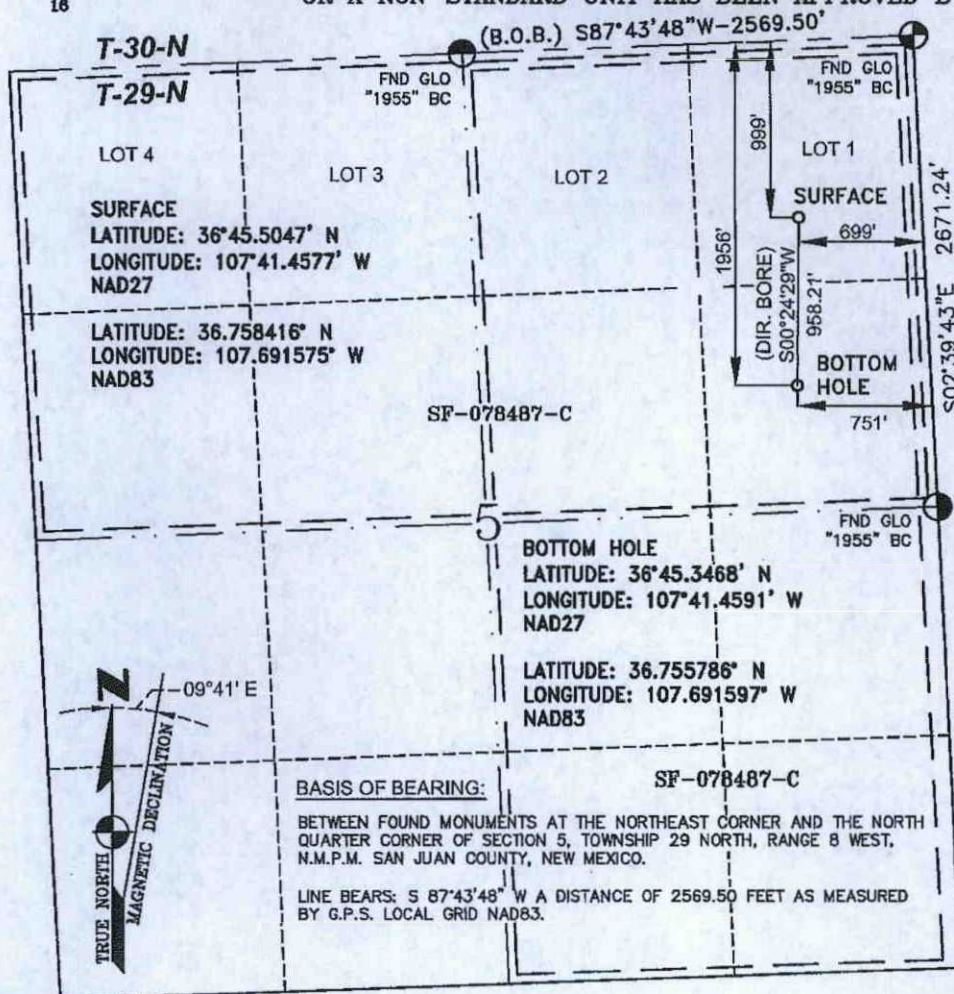 16
T-30-N
(B.O.B.) S87°43'48"W-2569.50'
T-29-N
FND GLO
"1955" BC
FND GLO
"1955" BC
LOT 4
LOT 3
LOT 2
LOT 1
999'
SURFACE
699'
1956'
(DIR. BORE)
S00°24'29"W
958.21'
BOTTOM
HOLE
751'
S02°39'43"E 2671.24'
SURFACE
LATITUDE: 36°45.5047' N
LONGITUDE: 107°41.4577' W
NAD27
LATITUDE: 36.758416° N
LONGITUDE: 107.691575° W
NAD83
SF-078487-C
5
FND GLO
"1955" BC
BOTTOM HOLE
LATITUDE: 36°45.3468' N
LONGITUDE: 107°41.4591' W
NAD27
LATITUDE: 36.755786° N
LONGITUDE: 107.691597° W
NAD83
SF-078487-C
N
09°41' E
TRUE NORTH
MAGNETIC DECLINATION
BASIS OF BEARING:
BETWEEN FOUND MONUMENTS AT THE NORTHEAST CORNER AND THE NORTH
QUARTER CORNER OF SECTION 5, TOWNSHIP 29 NORTH, RANGE 8 WEST,
N.M.P.M. SAN JUAN COUNTY, NEW MEXICO.
LINE BEARS: S 87°43'48" W A DISTANCE OF 2569.50 FEET AS MEASURED
BY G.P.S. LOCAL GRID NAD83.